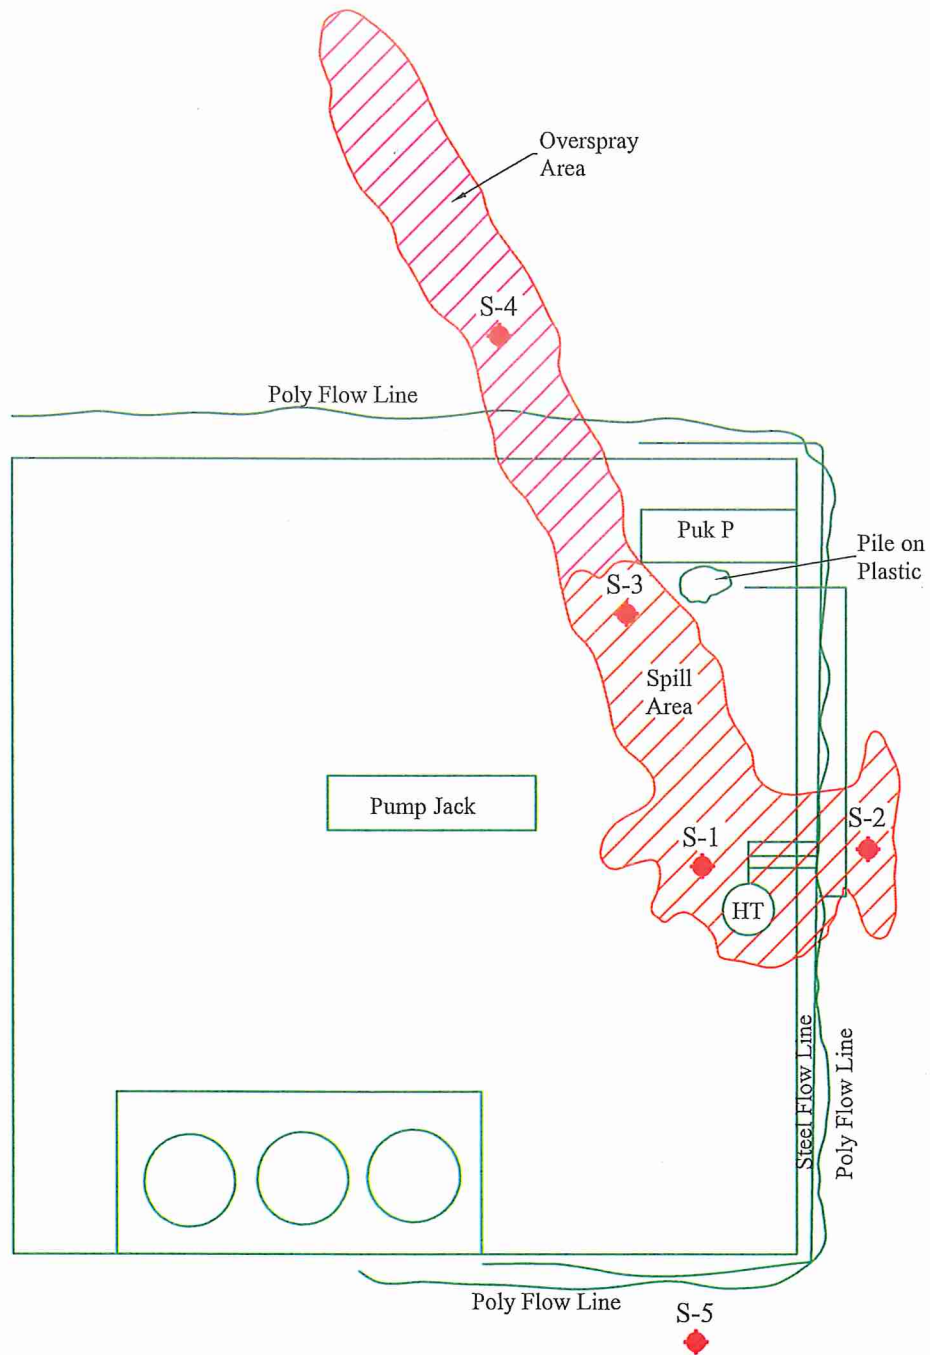 Overspray
Area
S-4
Poly Flow Line
Puk P
Pile on
Plastic
S-3
Spill
Area
Pump Jack
S-1
S-2
HT
Steel Flow Line
Poly Flow Line
Poly Flow Line
S-5